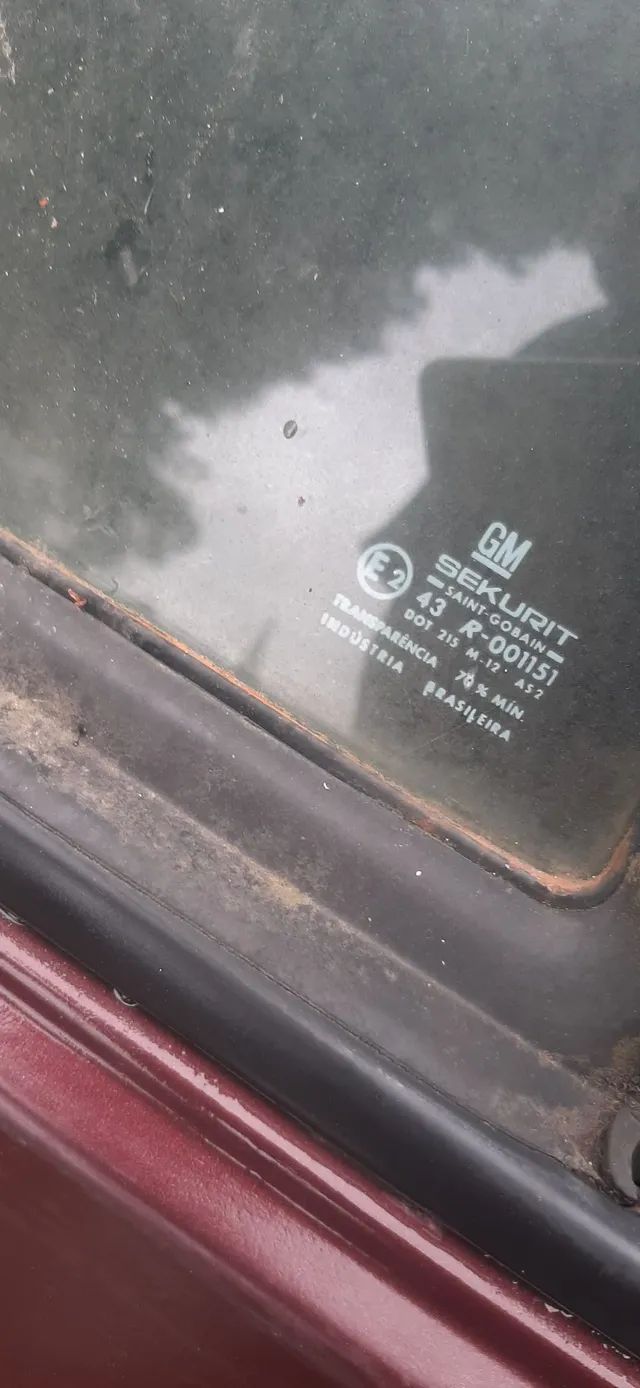 GM
SEKURIT
SAINT-GOBAIN
E2 43 R-001151
DOT 215 M-12 AS2
TRANSPARÊNCIA 70% MÍN.
INDÚSTRIA BRASILEIRA